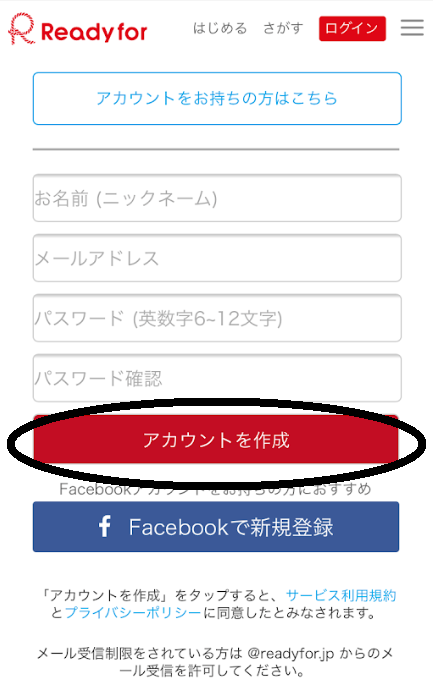 Readyfor はじめる さがす ログイン
アカウントをお持ちの方はこちら
お名前 (ニックネーム)
メールアドレス
パスワード (英数字6~12文字)
パスワード確認
アカウントを作成
Facebookアカウントをお持ちの方におすすめ
Facebookで新規登録
「アカウントを作成」をタップすると、サービス利用規約
とプライバシーポリシーに同意したとみなされます。
メール受信制限をされている方は @readyfor.jp からのメ
ール受信を許可してください。